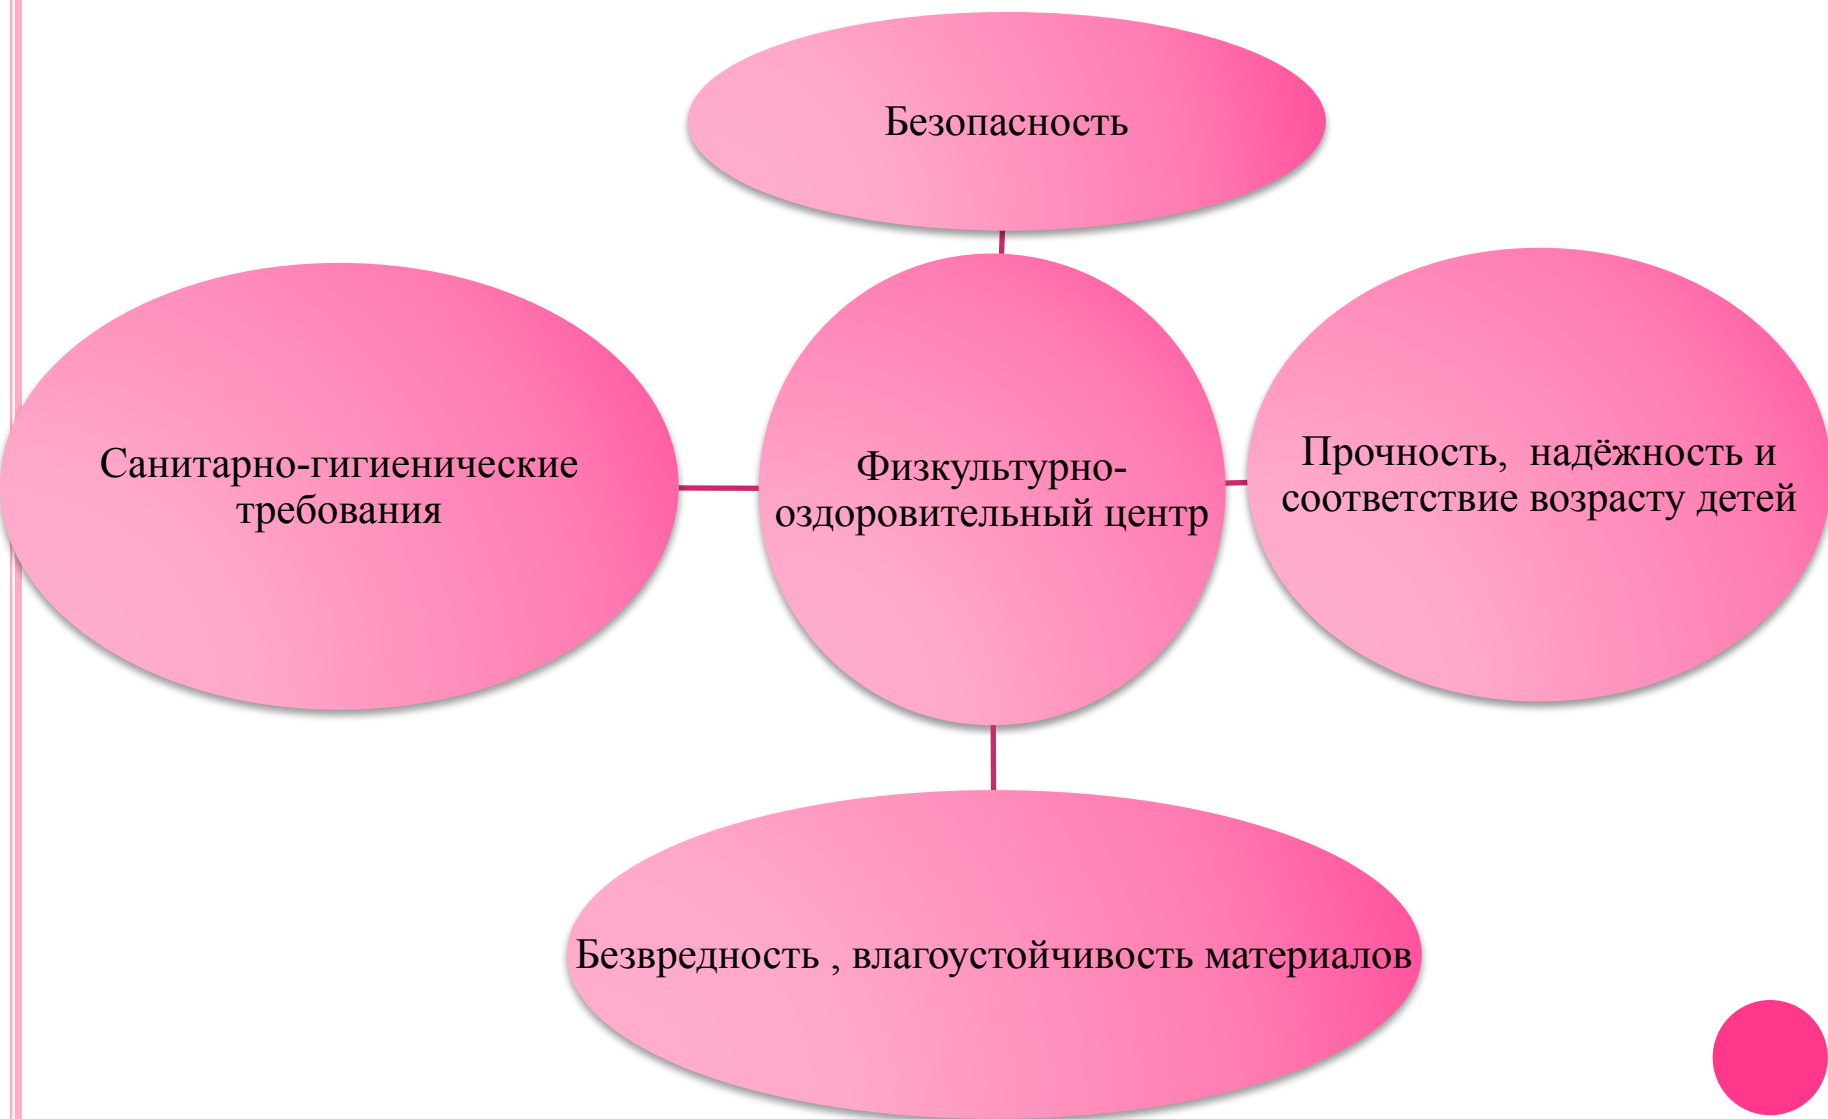 Безопасность
Санитарно-гигиенические
требования
Физкультурно-
оздоровительный центр
Прочность,  надёжность и
соответствие возрасту детей
Безвредность , влагоустойчивость материалов